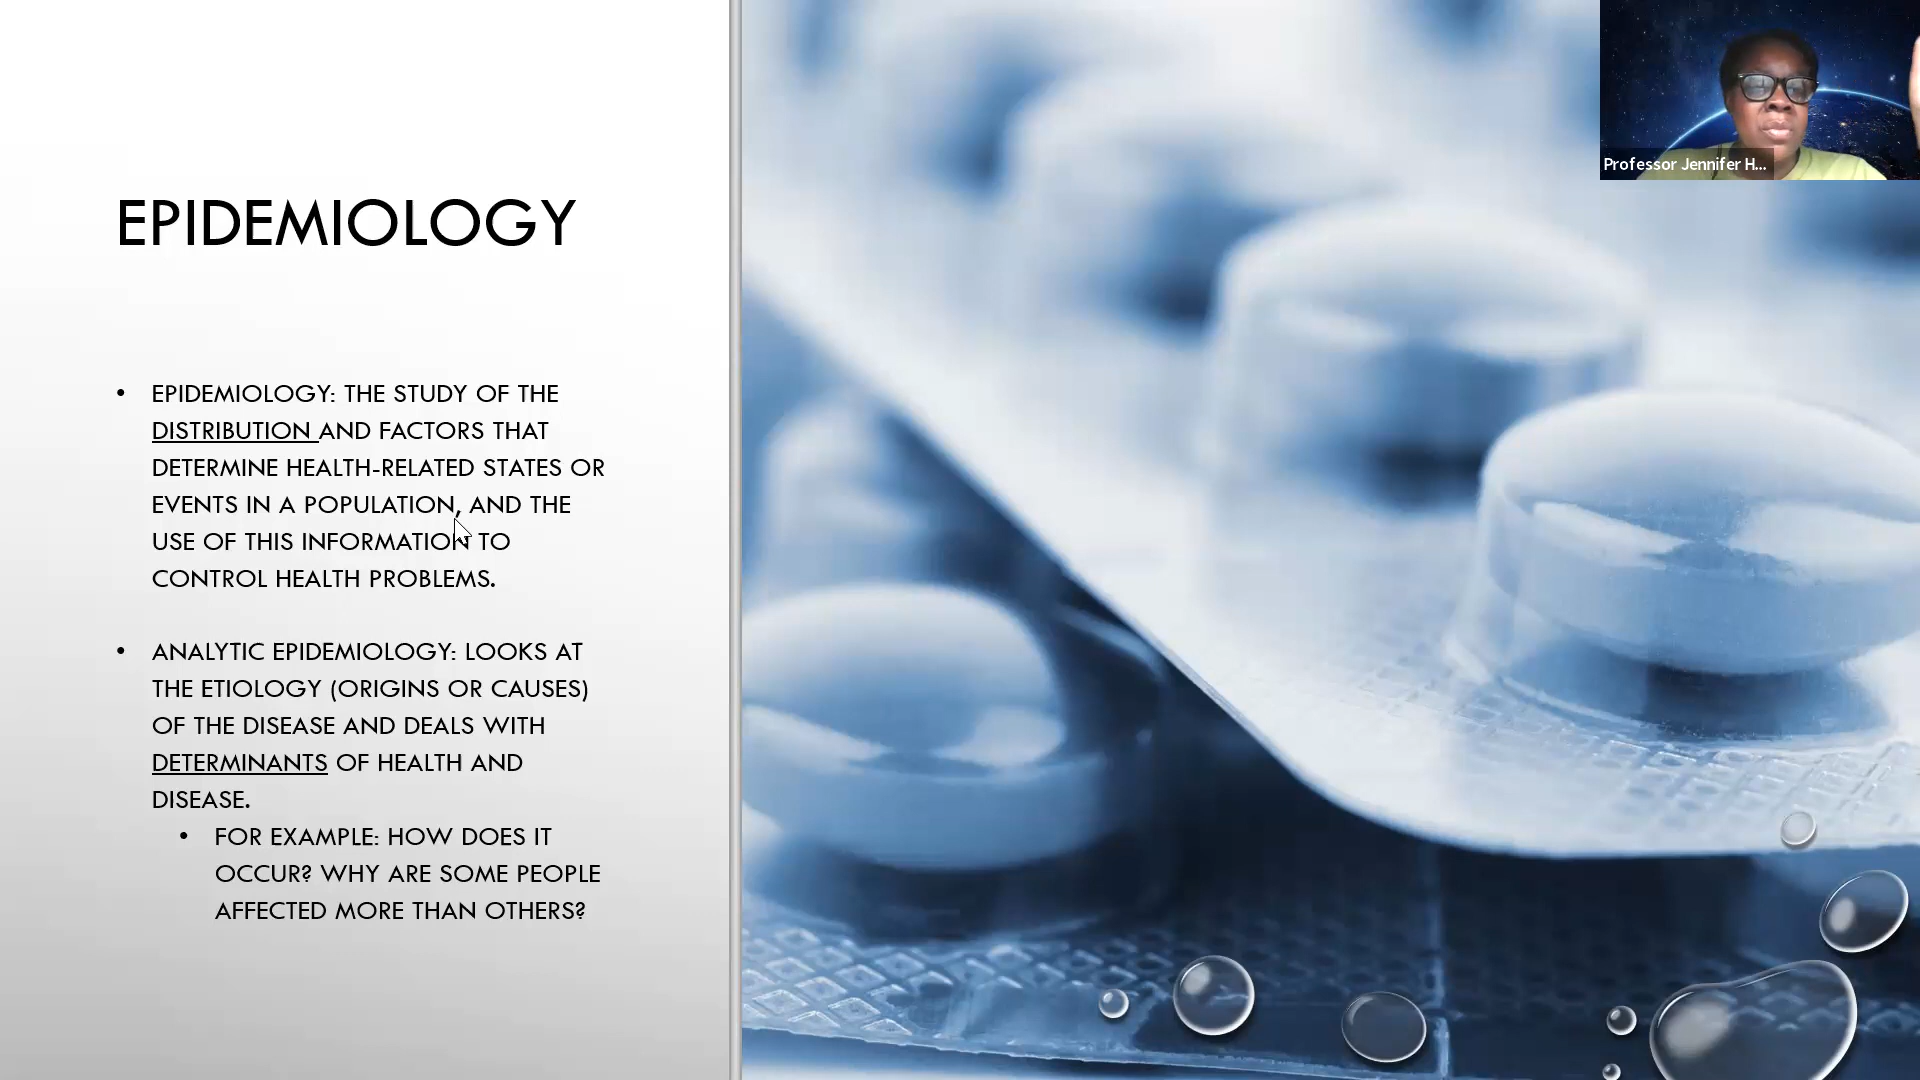 EPIDEMIOLOGY
• EPIDEMIOLOGY: THE STUDY OF THE
DISTRIBUTION AND FACTORS THAT
DETERMINE HEALTH-RELATED STATES OR
EVENTS IN A POPULATION, AND THE
USE OF THIS INFORMATION TO
CONTROL HEALTH PROBLEMS.
• ANALYTIC EPIDEMIOLOGY: LOOKS AT
THE ETIOLOGY (ORIGINS OR CAUSES)
OF THE DISEASE AND DEALS WITH
DETERMINANTS OF HEALTH AND
DISEASE.
• FOR EXAMPLE: HOW DOES IT
OCCUR? WHY ARE SOME PEOPLE
AFFECTED MORE THAN OTHERS?
Professor Jennifer H...